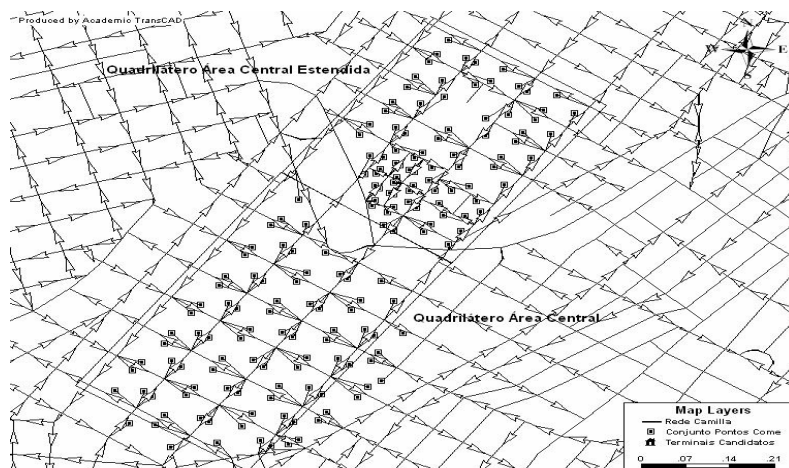 Produced by Academic TransCAD
W E
S
Quadrilátero Área Central Estendida
Quadrilátero Área Central
Map Layers
Rede Camilla
Conjunto Pontos Come
Terminais Candidatos
0 .07 .14 .21